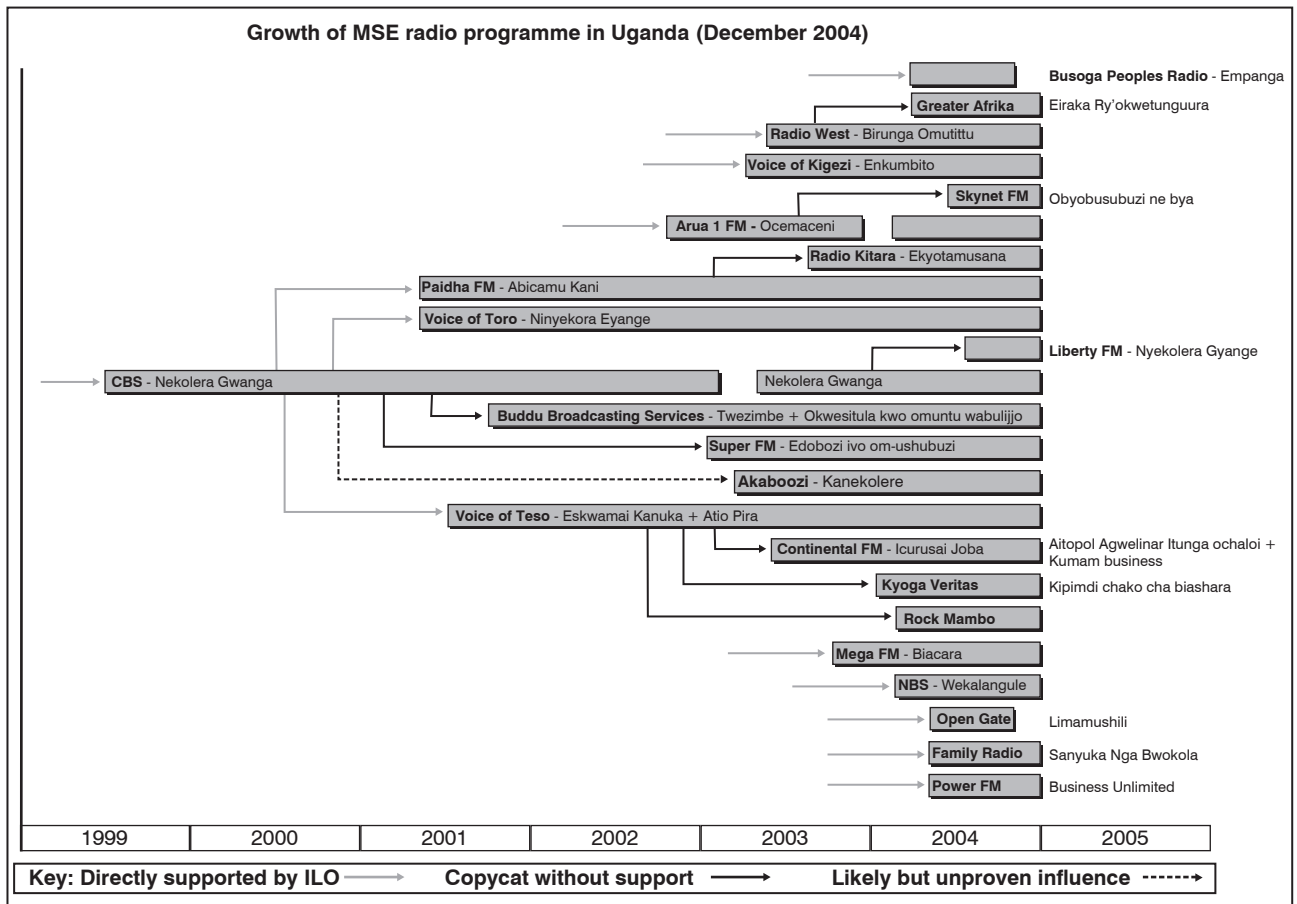 Growth of MSE radio programme in Uganda (December 2004)
Busoga Peoples Radio - Empanga
Greater Afrika Eiraka Ry'okwetunguura
Radio West - Birunga Omutittu
Voice of Kigezi - Enkumbito
Skynet FM Obyobusubuzi ne bya
Arua 1 FM - Ocemaceni
Radio Kitara - Ekyotamusana
Paidha FM - Abicamu Kani
Voice of Toro - Ninyekora Eyange
Liberty FM - Nyekolera Gyange
CBS - Nekolera Gwanga Nekolera Gwanga
Buddu Broadcasting Services - Twezimbe + Okwesitula kwo omuntu wabulijjo
Super FM - Edobozi ivo om-ushubuzi
Akaboozi - Kanekolere
Voice of Teso - Eskwamai Kanuka + Atio Pira
Continental FM - Icurusai Joba Aitopol Agwelinar Itunga ochaloi +
Kumam business
Kyoga Veritas Kipimdi chako cha biashara
Rock Mambo
Mega FM - Biacara
NBS - Wekalangule
Open Gate Limamushili
Family Radio Sanyuka Nga Bwokola
Power FM Business Unlimited
1999 2000 2001 2002 2003 2004 2005
Key: Directly supported by ILO Copycat without support Likely but unproven influence